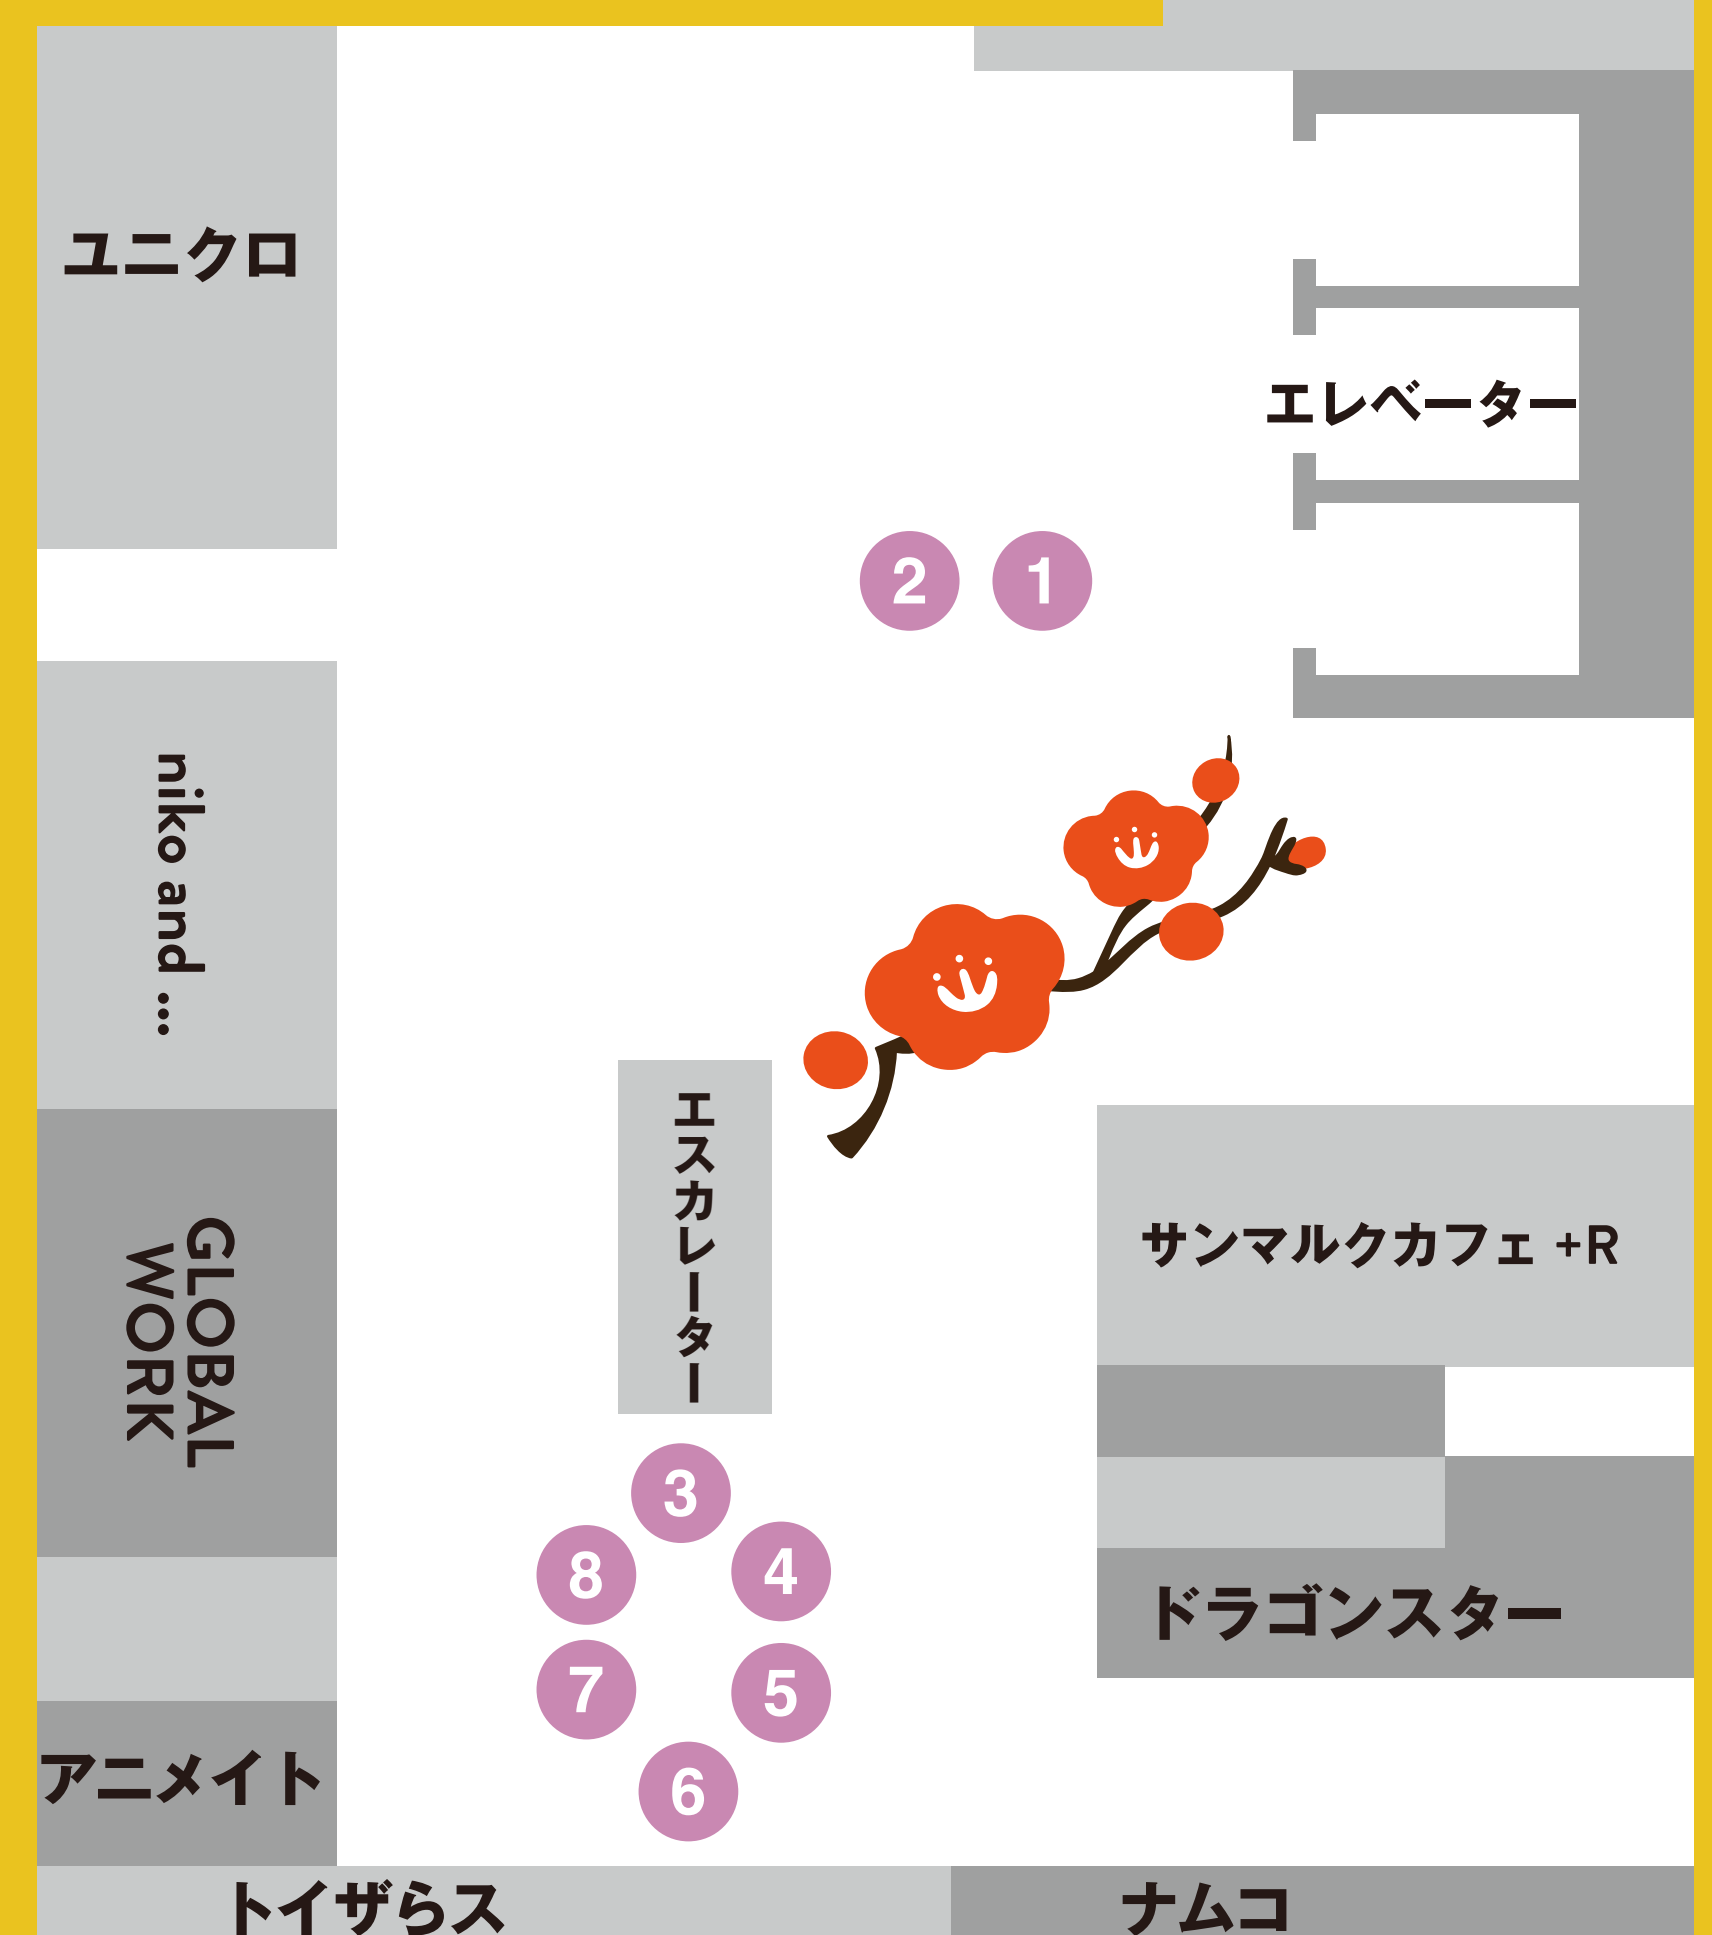 ユニクロ
エレベーター
2
1
niko and ...
エスカレーター
GLOBAL
WORK
サンマルクカフェ +R
3
8
4
7
5
6
ドラゴンスター
アニメイト
トイザらス
ナムコ